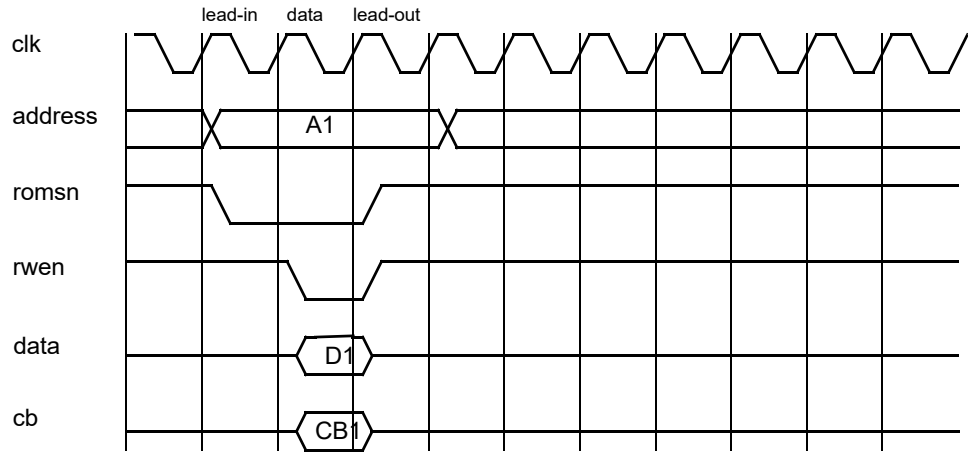 lead-in data lead-out
clk
address A1
romsn
rwen
data D1
cb CB1